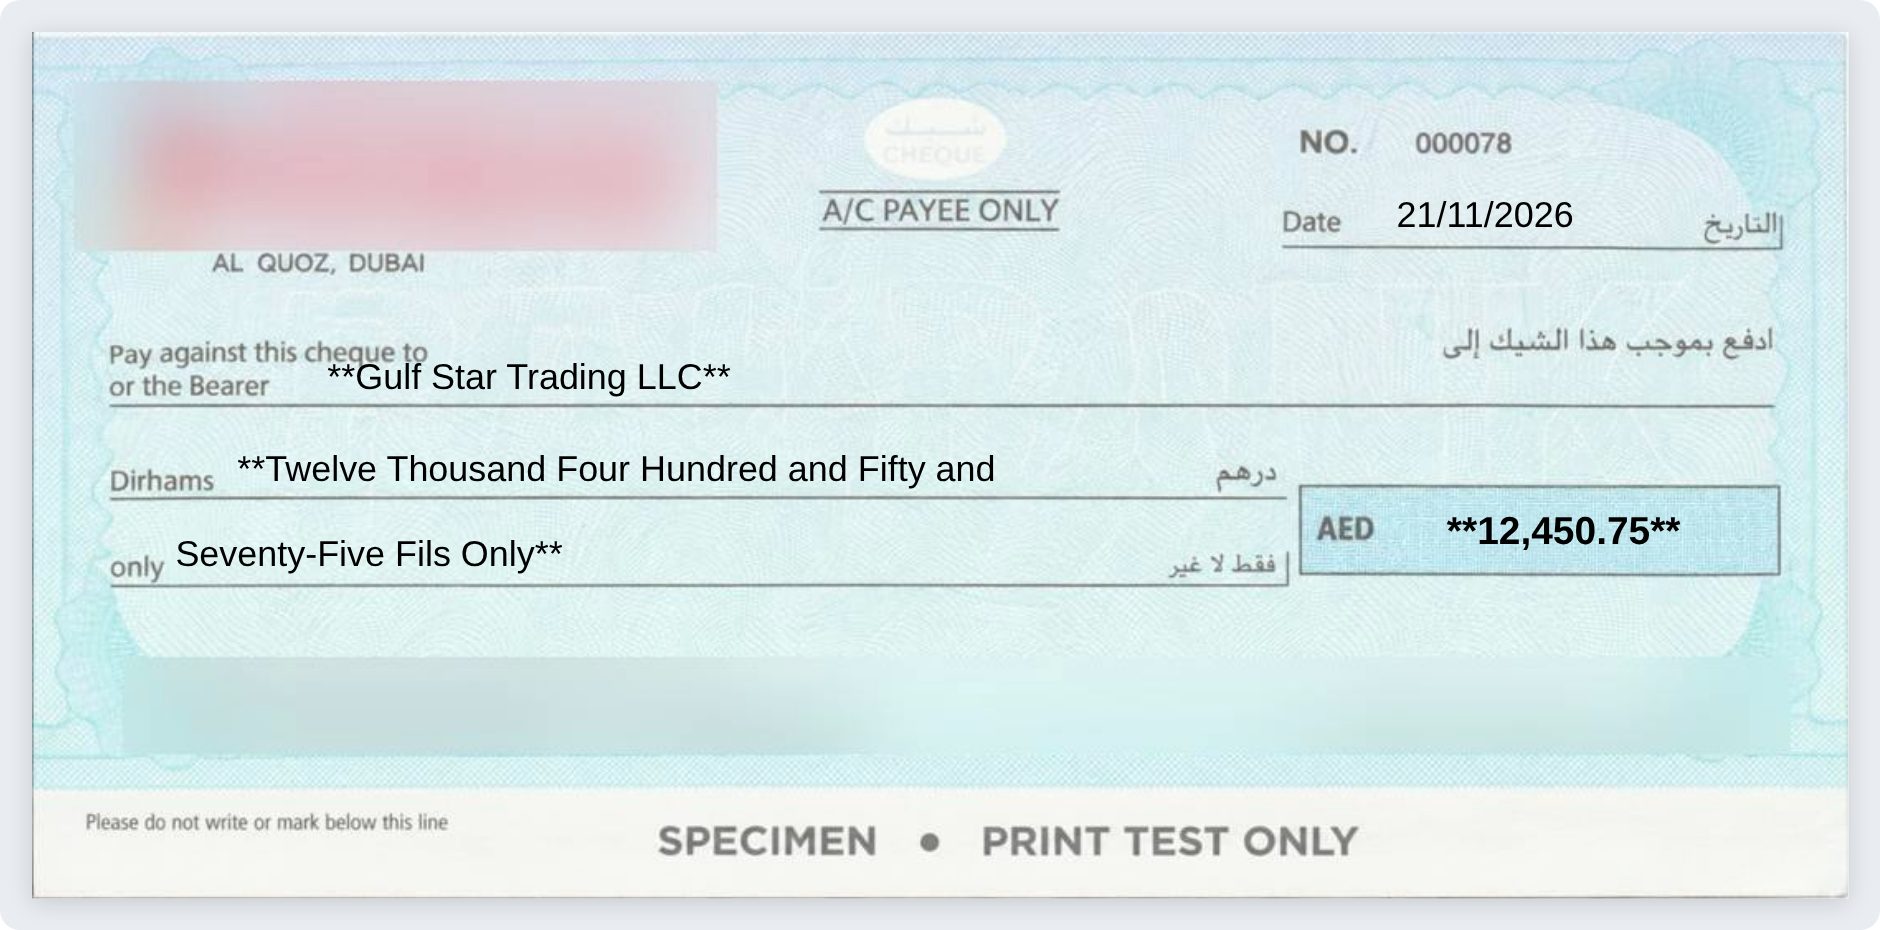 شيك
CHEQUE
A/C PAYEE ONLY
NO. 000078
Date 21/11/2026 التاريخ
AL QUOZ, DUBAI
Pay against this cheque to ادفع بموجب هذا الشيك إلى
or the Bearer **Gulf Star Trading LLC**
Dirhams **Twelve Thousand Four Hundred and Fifty and درهم
only Seventy-Five Fils Only** فقط لا غير
AED **12,450.75**
Please do not write or mark below this line
SPECIMEN ● PRINT TEST ONLY